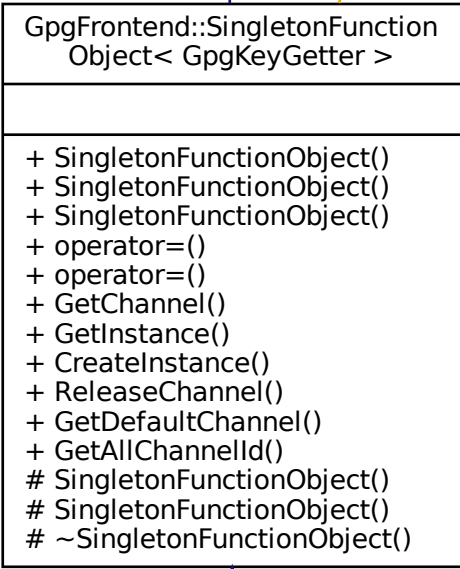 GpgFrontend::SingletonFunction
Object< GpgKeyGetter >
+ SingletonFunctionObject()
+ SingletonFunctionObject()
+ SingletonFunctionObject()
+ operator=()
+ operator=()
+ GetChannel()
+ GetInstance()
+ CreateInstance()
+ ReleaseChannel()
+ GetDefaultChannel()
+ GetAllChannelId()
# SingletonFunctionObject()
# SingletonFunctionObject()
# ~SingletonFunctionObject()